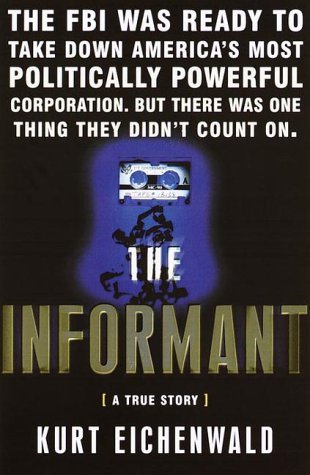 THE FBI WAS READY TO
TAKE DOWN AMERICA'S MOST
POLITICALLY POWERFUL
CORPORATION. BUT THERE WAS ONE
THING THEY DIDN'T COUNT ON.
THE
INFORMANT
[ A TRUE STORY ]
KURT EICHENWALD